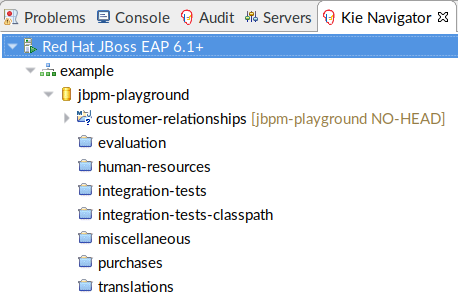 Problems Console Audit Servers Kie Navigator
Red Hat JBoss EAP 6.1+
example
jbpm-playground
customer-relationships [jbpm-playground NO-HEAD]
evaluation
human-resources
integration-tests
integration-tests-classpath
miscellaneous
purchases
translations